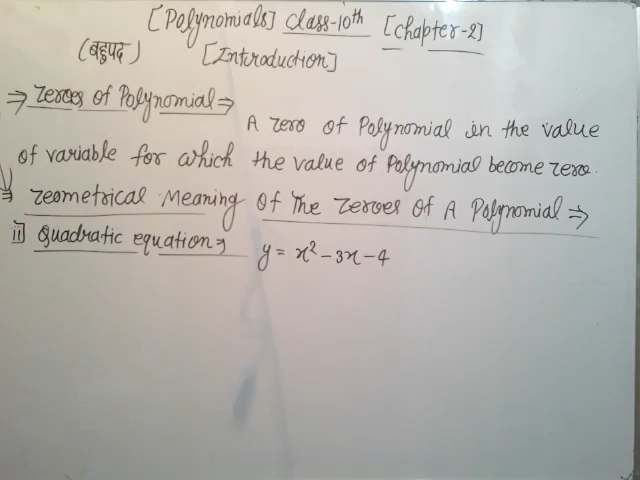 [Polynomials] Class-10th [Chapter-2]
(बहुपद) [Introduction]
⇒ Zeroes of Polynomial ⇒
A zero of Polynomial in the value
of variable for which the value of Polynomial become zero.
⇒ Zeometrical Meaning Of The Zeroes Of A Polynomial ⇒
ii) Quadratic equation ⇒ y = x² - 3x - 4